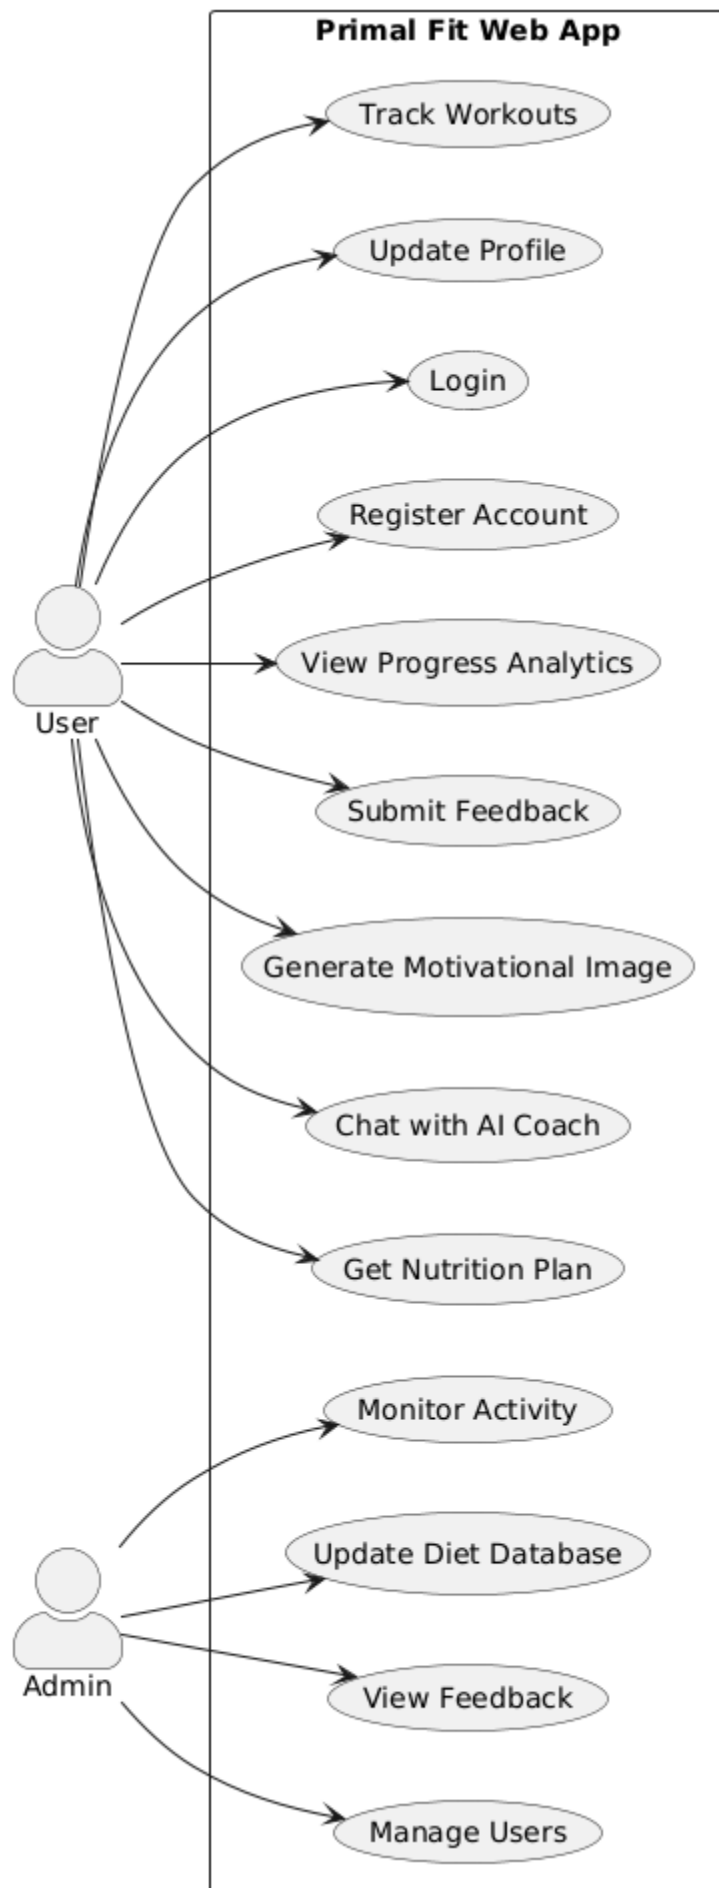 Primal Fit Web App
Track Workouts
Update Profile
Login
Register Account
View Progress Analytics
User
Submit Feedback
Generate Motivational Image
Chat with AI Coach
Get Nutrition Plan
Monitor Activity
Update Diet Database
Admin
View Feedback
Manage Users